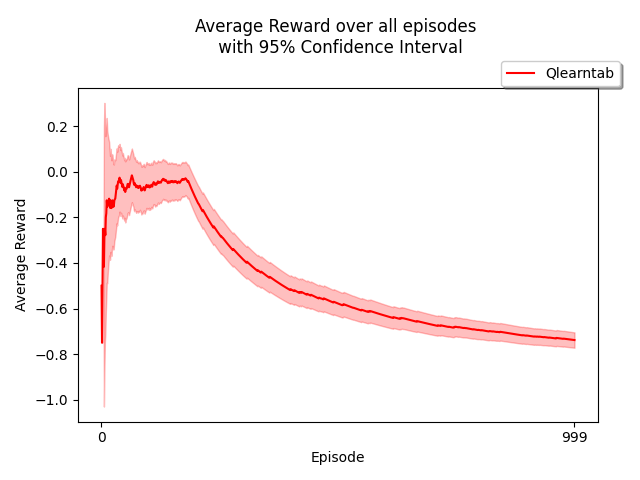 Average Reward over all episodes
with 95% Confidence Interval
Qlearntab
0.2
0.0
−0.2
−0.4
−0.6
−0.8
−1.0
Average Reward
0
999
Episode